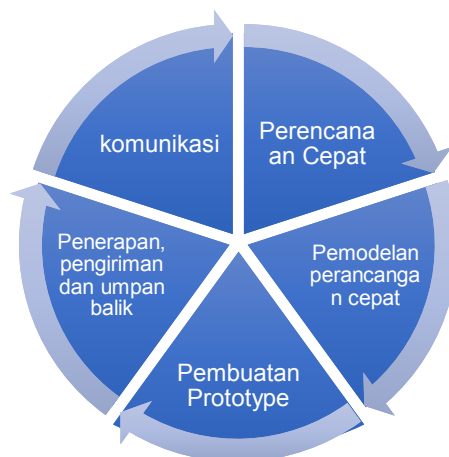 komunikasi
Perencana
an Cepat
Pemodelan
perancanga
n cepat
Pembuatan
Prototype
Penerapan,
pengiriman
dan umpan
balik